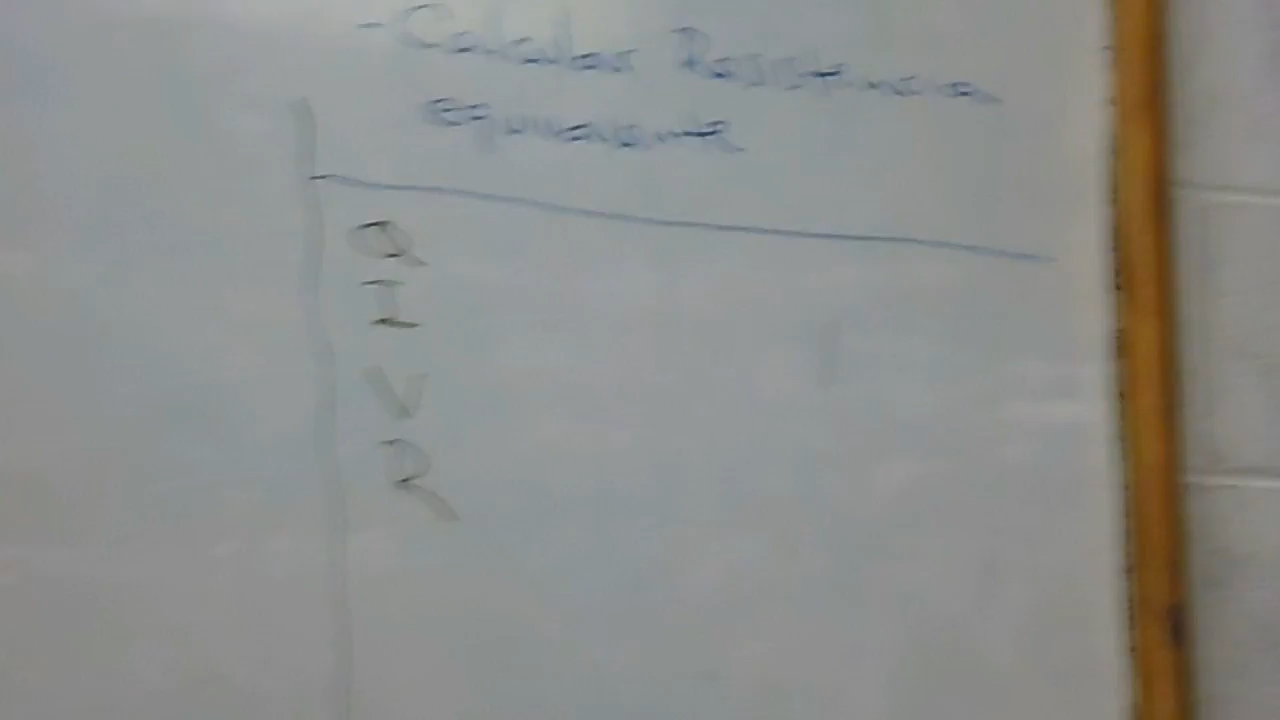 - Calcular Resistencia
equivalente
Q
I
V
R